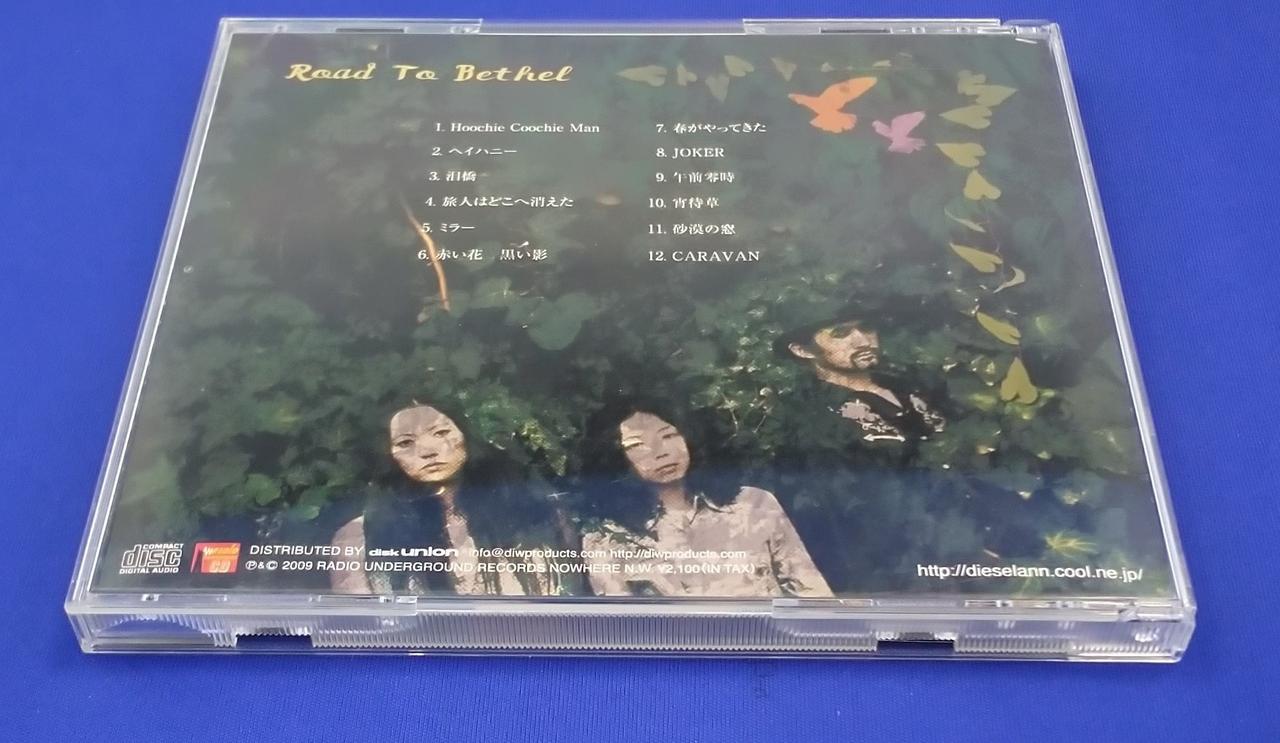 Road To Bethel
1. Hoochie Coochie Man
2. ヘイハニー
3. 泪橋
4. 旅人はどこへ消えた
5. ミラー
6. 赤い花　黒い影
7. 春がやってきた
8. JOKER
9. 午前零時
10. 宵待草
11. 砂漠の窓
12. CARAVAN
COMPACT
disc
DIGITAL AUDIO
CD
DISTRIBUTED BY disk union info@diwproducts.com http://diwproducts.com
℗&© 2009 RADIO UNDERGROUND RECORDS NOWHERE N.W. ¥2,100(IN TAX)
http://dieselann.cool.ne.jp/